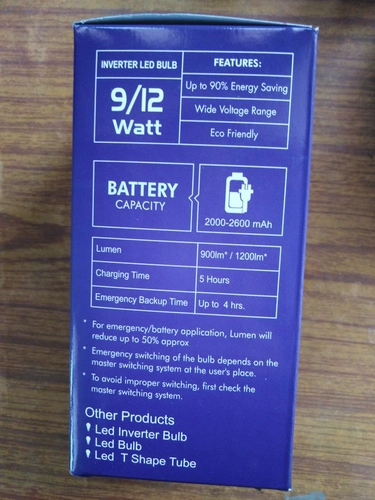 INVERTER LED BULB
9/12
Watt
FEATURES:
Up to 90% Energy Saving
Wide Voltage Range
Eco Friendly
BATTERY
CAPACITY
2000-2600 mAh
Lumen 900lm* / 1200lm*
Charging Time 5 Hours
Emergency Backup Time Up to 4 hrs.
* For emergency/battery application, Lumen will
reduce up to 50% approx
* Emergency switching of the bulb depends on the
master switching system at the user's place.
* To avoid improper switching, first check the
master switching system.
Other Products
Led Inverter Bulb
Led Bulb
Led T Shape Tube